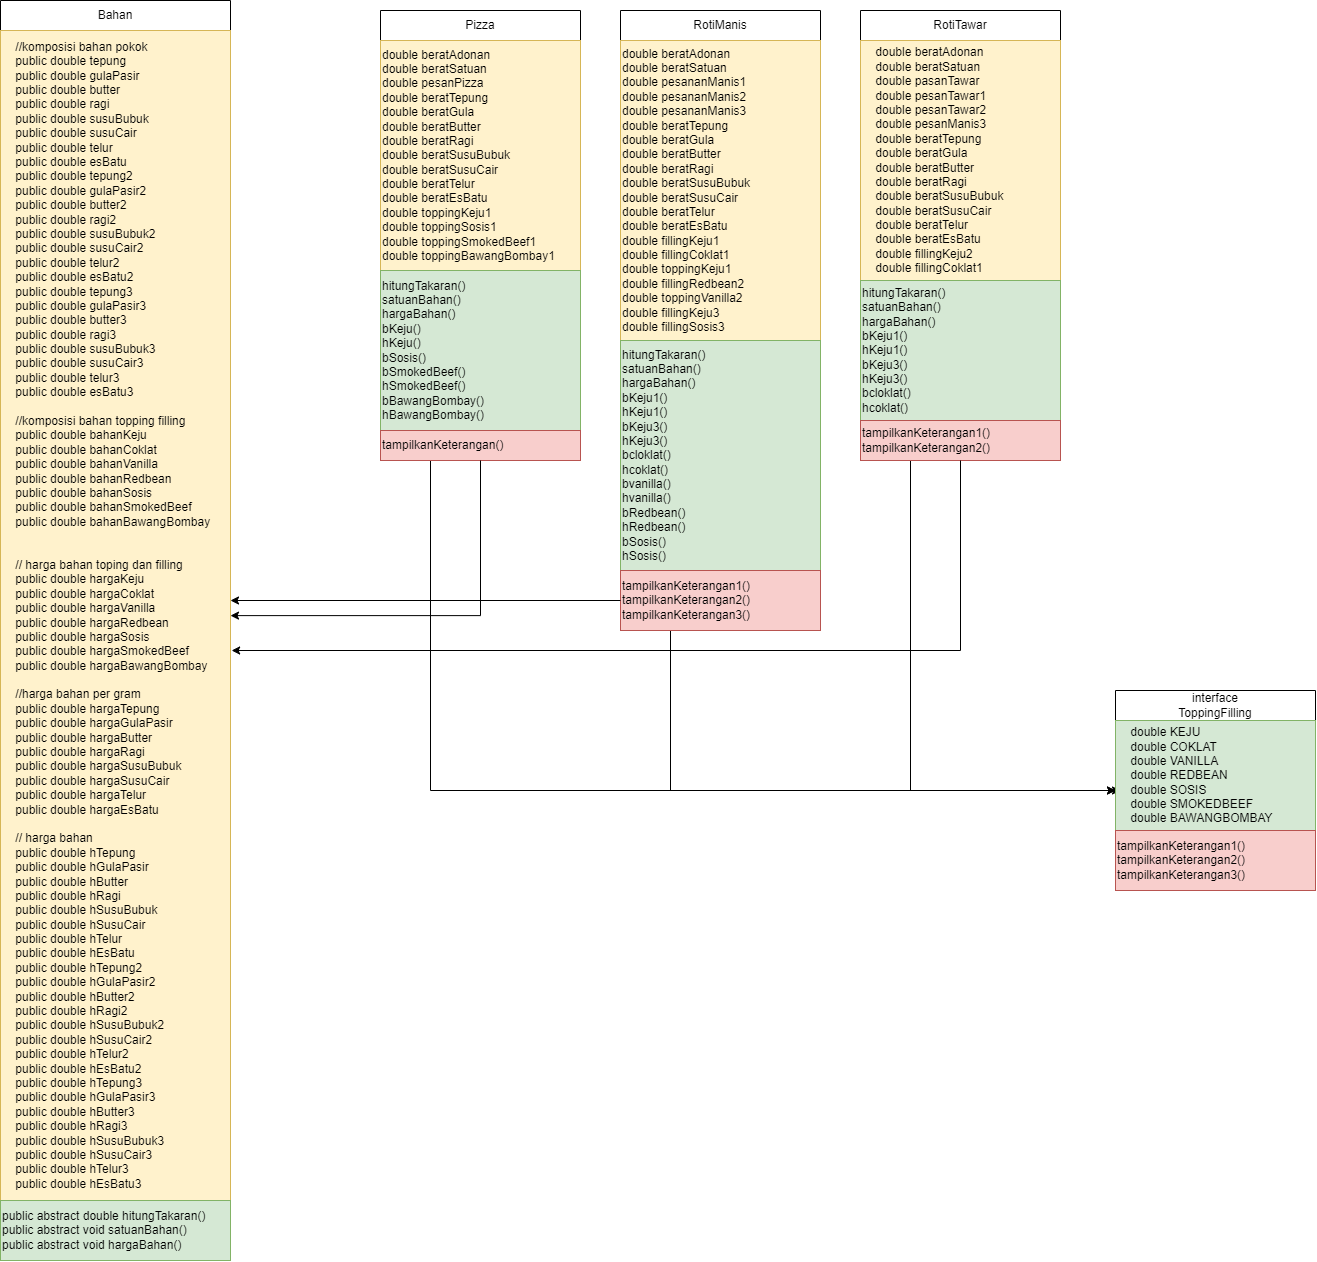 Bahan
//komposisi bahan pokok
public double tepung
public double gulaPasir
public double butter
public double ragi
public double susuBubuk
public double susuCair
public double telur
public double esBatu
public double tepung2
public double gulaPasir2
public double butter2
public double ragi2
public double susuBubuk2
public double susuCair2
public double telur2
public double esBatu2
public double tepung3
public double gulaPasir3
public double butter3
public double ragi3
public double susuBubuk3
public double susuCair3
public double telur3
public double esBatu3
//komposisi bahan topping filling
public double bahanKeju
public double bahanCoklat
public double bahanVanilla
public double bahanRedbean
public double bahanSosis
public double bahanSmokedBeef
public double bahanBawangBombay
// harga bahan toping dan filling
public double hargaKeju
public double hargaCoklat
public double hargaVanilla
public double hargaRedbean
public double hargaSosis
public double hargaSmokedBeef
public double hargaBawangBombay
//harga bahan per gram
public double hargaTepung
public double hargaGulaPasir
public double hargaButter
public double hargaRagi
public double hargaSusuBubuk
public double hargaSusuCair
public double hargaTelur
public double hargaEsBatu
// harga bahan
public double hTepung
public double hGulaPasir
public double hButter
public double hRagi
public double hSusuBubuk
public double hSusuCair
public double hTelur
public double hEsBatu
public double hTepung2
public double hGulaPasir2
public double hButter2
public double hRagi2
public double hSusuBubuk2
public double hSusuCair2
public double hTelur2
public double hEsBatu2
public double hTepung3
public double hGulaPasir3
public double hButter3
public double hRagi3
public double hSusuBubuk3
public double hSusuCair3
public double hTelur3
public double hEsBatu3
public abstract double hitungTakaran()
public abstract void satuanBahan()
public abstract void hargaBahan()
Pizza
double beratAdonan
double beratSatuan
double pesanPizza
double beratTepung
double beratGula
double beratButter
double beratRagi
double beratSusuBubuk
double beratSusuCair
double beratTelur
double beratEsBatu
double toppingKeju1
double toppingSosis1
double toppingSmokedBeef1
double toppingBawangBombay1
hitungTakaran()
satuanBahan()
hargaBahan()
bKeju()
hKeju()
bSosis()
bSmokedBeef()
hSmokedBeef()
bBawangBombay()
hBawangBombay()
tampilkanKeterangan()
RotiManis
double beratAdonan
double beratSatuan
double pesananManis1
double pesananManis2
double pesananManis3
double beratTepung
double beratGula
double beratButter
double beratRagi
double beratSusuBubuk
double beratSusuCair
double beratTelur
double beratEsBatu
double fillingKeju1
double fillingCoklat1
double toppingKeju1
double fillingRedbean2
double toppingVanilla2
double fillingKeju3
double fillingSosis3
hitungTakaran()
satuanBahan()
hargaBahan()
bKeju1()
hKeju1()
bKeju3()
hKeju3()
bcloklat()
hcoklat()
bvanilla()
hvanilla()
bRedbean()
hRedbean()
bSosis()
hSosis()
tampilkanKeterangan1()
tampilkanKeterangan2()
tampilkanKeterangan3()
RotiTawar
double beratAdonan
double beratSatuan
double pasanTawar
double pesanTawar1
double pesanTawar2
double pesanManis3
double beratTepung
double beratGula
double beratButter
double beratRagi
double beratSusuBubuk
double beratSusuCair
double beratTelur
double beratEsBatu
double fillingKeju2
double fillingCoklat1
hitungTakaran()
satuanBahan()
hargaBahan()
bKeju1()
hKeju1()
bKeju3()
hKeju3()
bcloklat()
hcoklat()
tampilkanKeterangan1()
tampilkanKeterangan2()
interface
ToppingFilling
double KEJU
double COKLAT
double VANILLA
double REDBEAN
double SOSIS
double SMOKEDBEEF
double BAWANGBOMBAY
tampilkanKeterangan1()
tampilkanKeterangan2()
tampilkanKeterangan3()